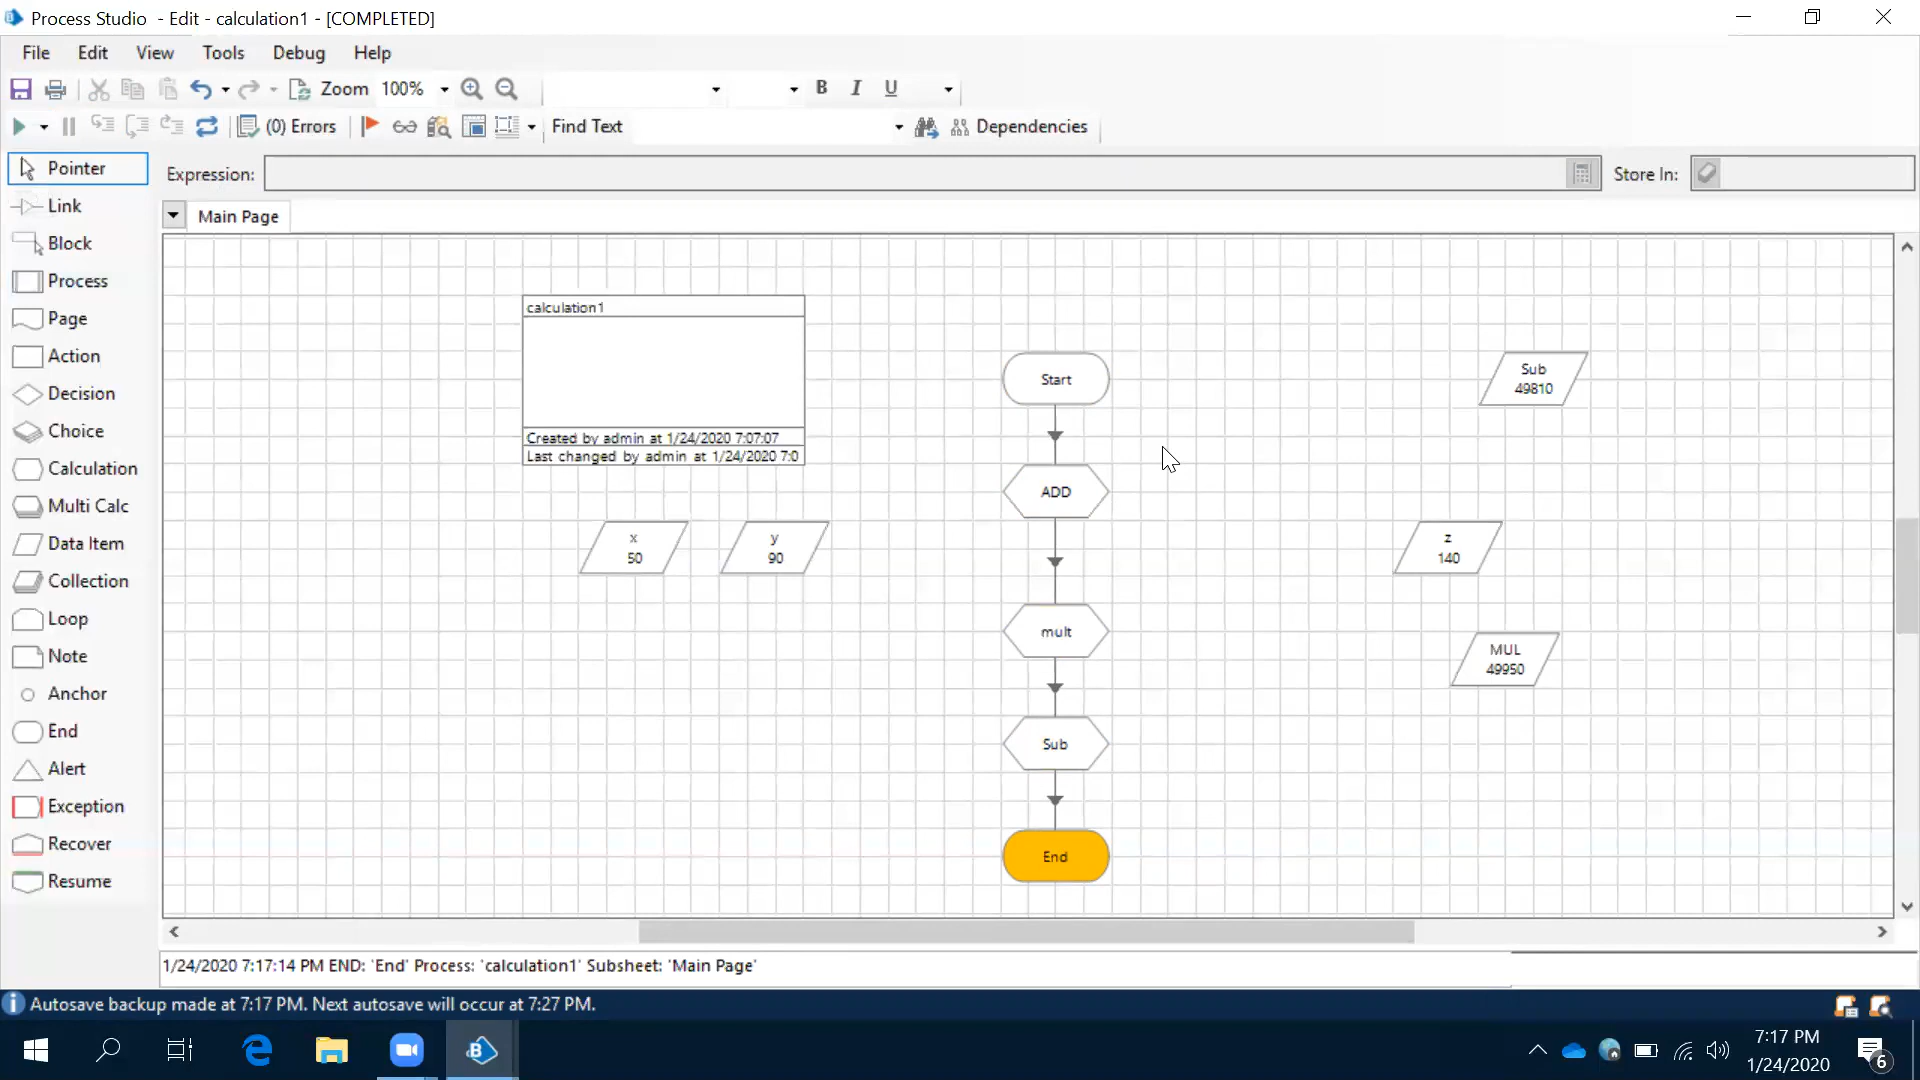 Process Studio - Edit - calculation1 - [COMPLETED]
File Edit View Tools Debug Help
Zoom 100% B I U
(0) Errors Find Text Dependencies
Expression: Store In:
Main Page
Pointer
Link
Block
Process
Page
Action
Decision
Choice
Calculation
Multi Calc
Data Item
Collection
Loop
Note
Anchor
End
Alert
Exception
Recover
Resume
calculation1
Created by admin at 1/24/2020 7:07:07
Last changed by admin at 1/24/2020 7:0
x
50
y
90
Start
ADD
mult
Sub
End
Sub
49810
z
140
MUL
49950
1/24/2020 7:17:14 PM END: 'End' Process: 'calculation1' Subsheet: 'Main Page'
Autosave backup made at 7:17 PM. Next autosave will occur at 7:27 PM.
7:17 PM
1/24/2020
6